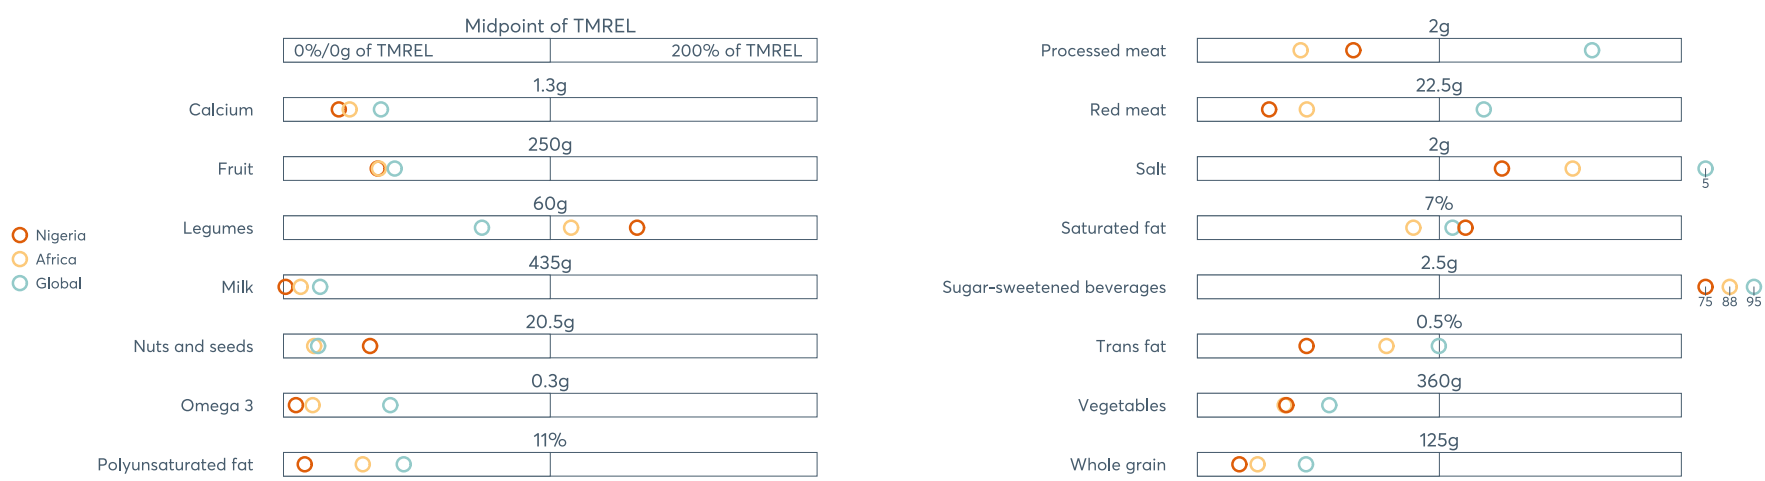 Midpoint of TMREL
0%/0g of TMREL 200% of TMREL
1.3g
Calcium
250g
Fruit
60g
Legumes
435g
Milk
20.5g
Nuts and seeds
0.3g
Omega 3
11%
Polyunsaturated fat
Nigeria
Africa
Global
2g
Processed meat
22.5g
Red meat
2g
Salt
5
7%
Saturated fat
2.5g
Sugar-sweetened beverages
75 88 95
0.5%
Trans fat
360g
Vegetables
125g
Whole grain